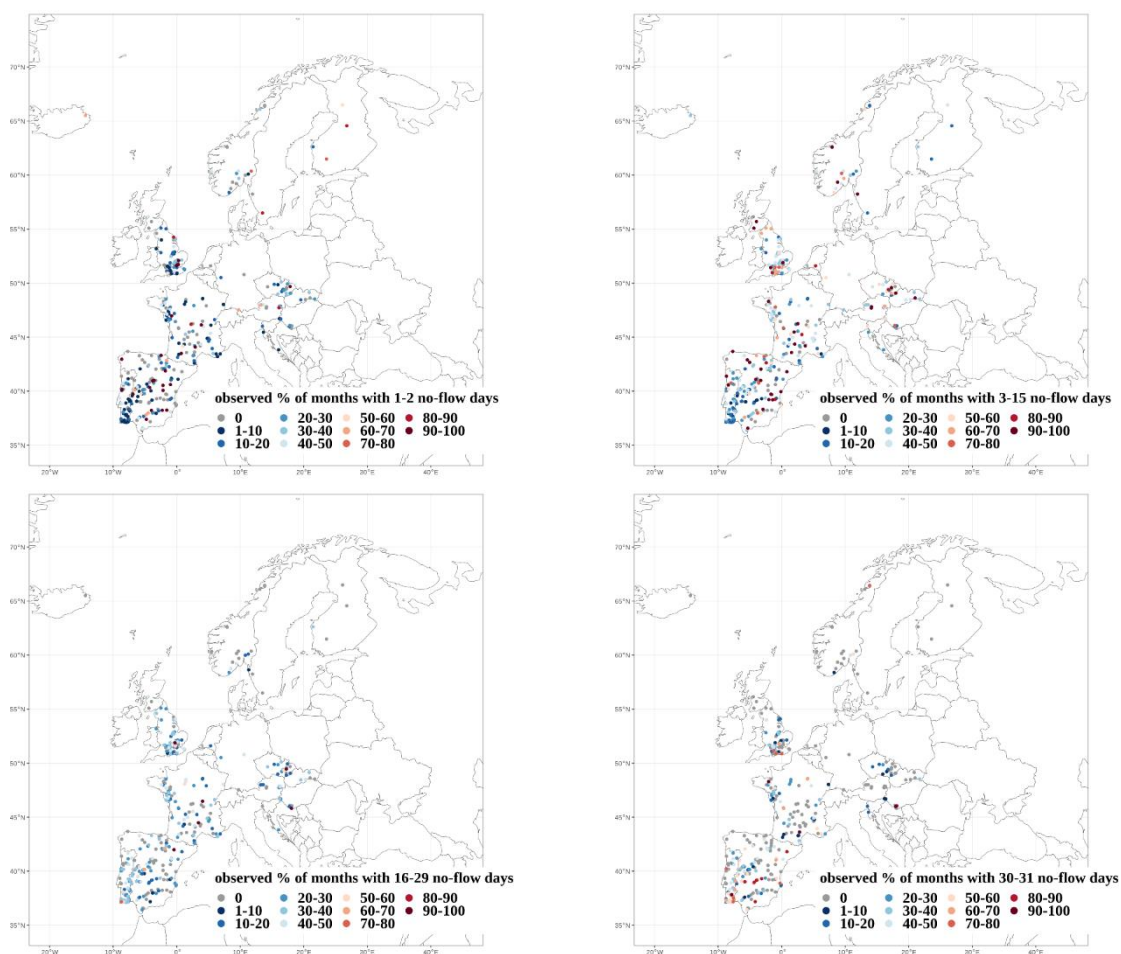 70°N
65°N
60°N
55°N
50°N
45°N
40°N
35°N
observed % of months with 1-2 no-flow days
0 20-30 50-60 80-90
1-10 30-40 60-70 90-100
10-20 40-50 70-80
20°W 10°W 0° 10°E 20°E 30°E 40°E
70°N
65°N
60°N
55°N
50°N
45°N
40°N
35°N
observed % of months with 3-15 no-flow days
0 20-30 50-60 80-90
1-10 30-40 60-70 90-100
10-20 40-50 70-80
20°W 10°W 0° 10°E 20°E 30°E 40°E
70°N
65°N
60°N
55°N
50°N
45°N
40°N
35°N
observed % of months with 16-29 no-flow days
0 20-30 50-60 80-90
1-10 30-40 60-70 90-100
10-20 40-50 70-80
20°W 10°W 0° 10°E 20°E 30°E 40°E
70°N
65°N
60°N
55°N
50°N
45°N
40°N
35°N
observed % of months with 30-31 no-flow days
0 20-30 50-60 80-90
1-10 30-40 60-70 90-100
10-20 40-50 70-80
20°W 10°W 0° 10°E 20°E 30°E 40°E